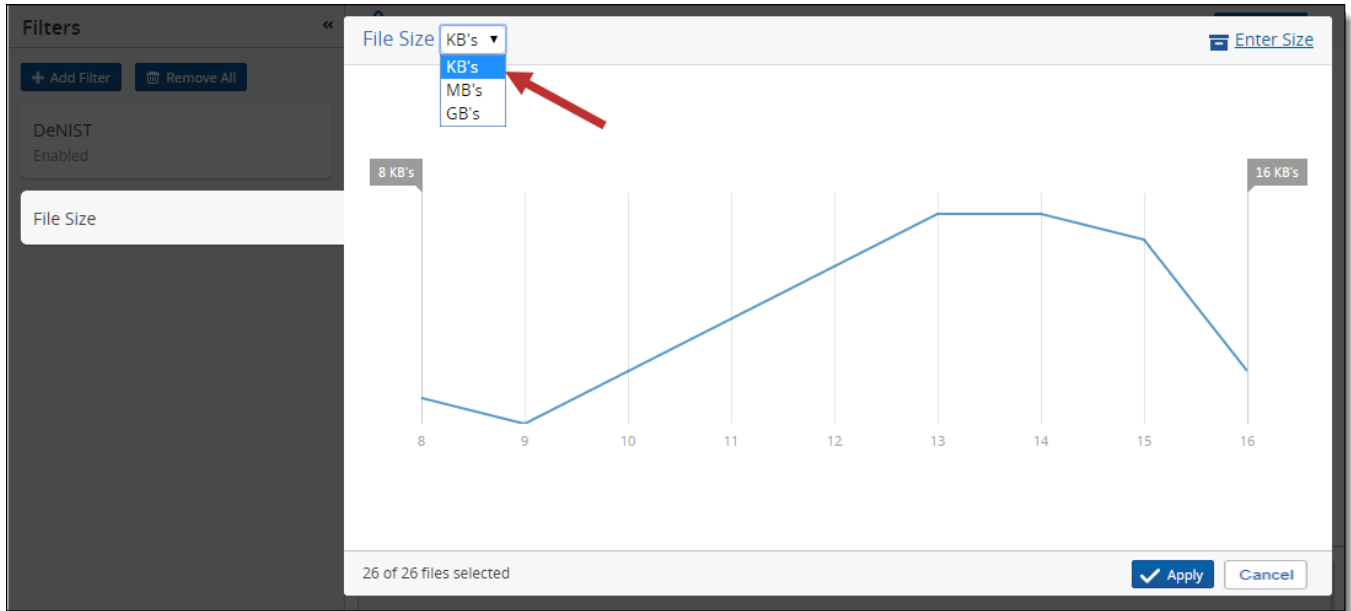 Filters «
+ Add Filter Remove All
DeNIST
Enabled
File Size
File Size KB's ▼
Enter Size
KB's
MB's
GB's
8 KB's
16 KB's
8 9 10 11 12 13 14 15 16
26 of 26 files selected
Apply Cancel